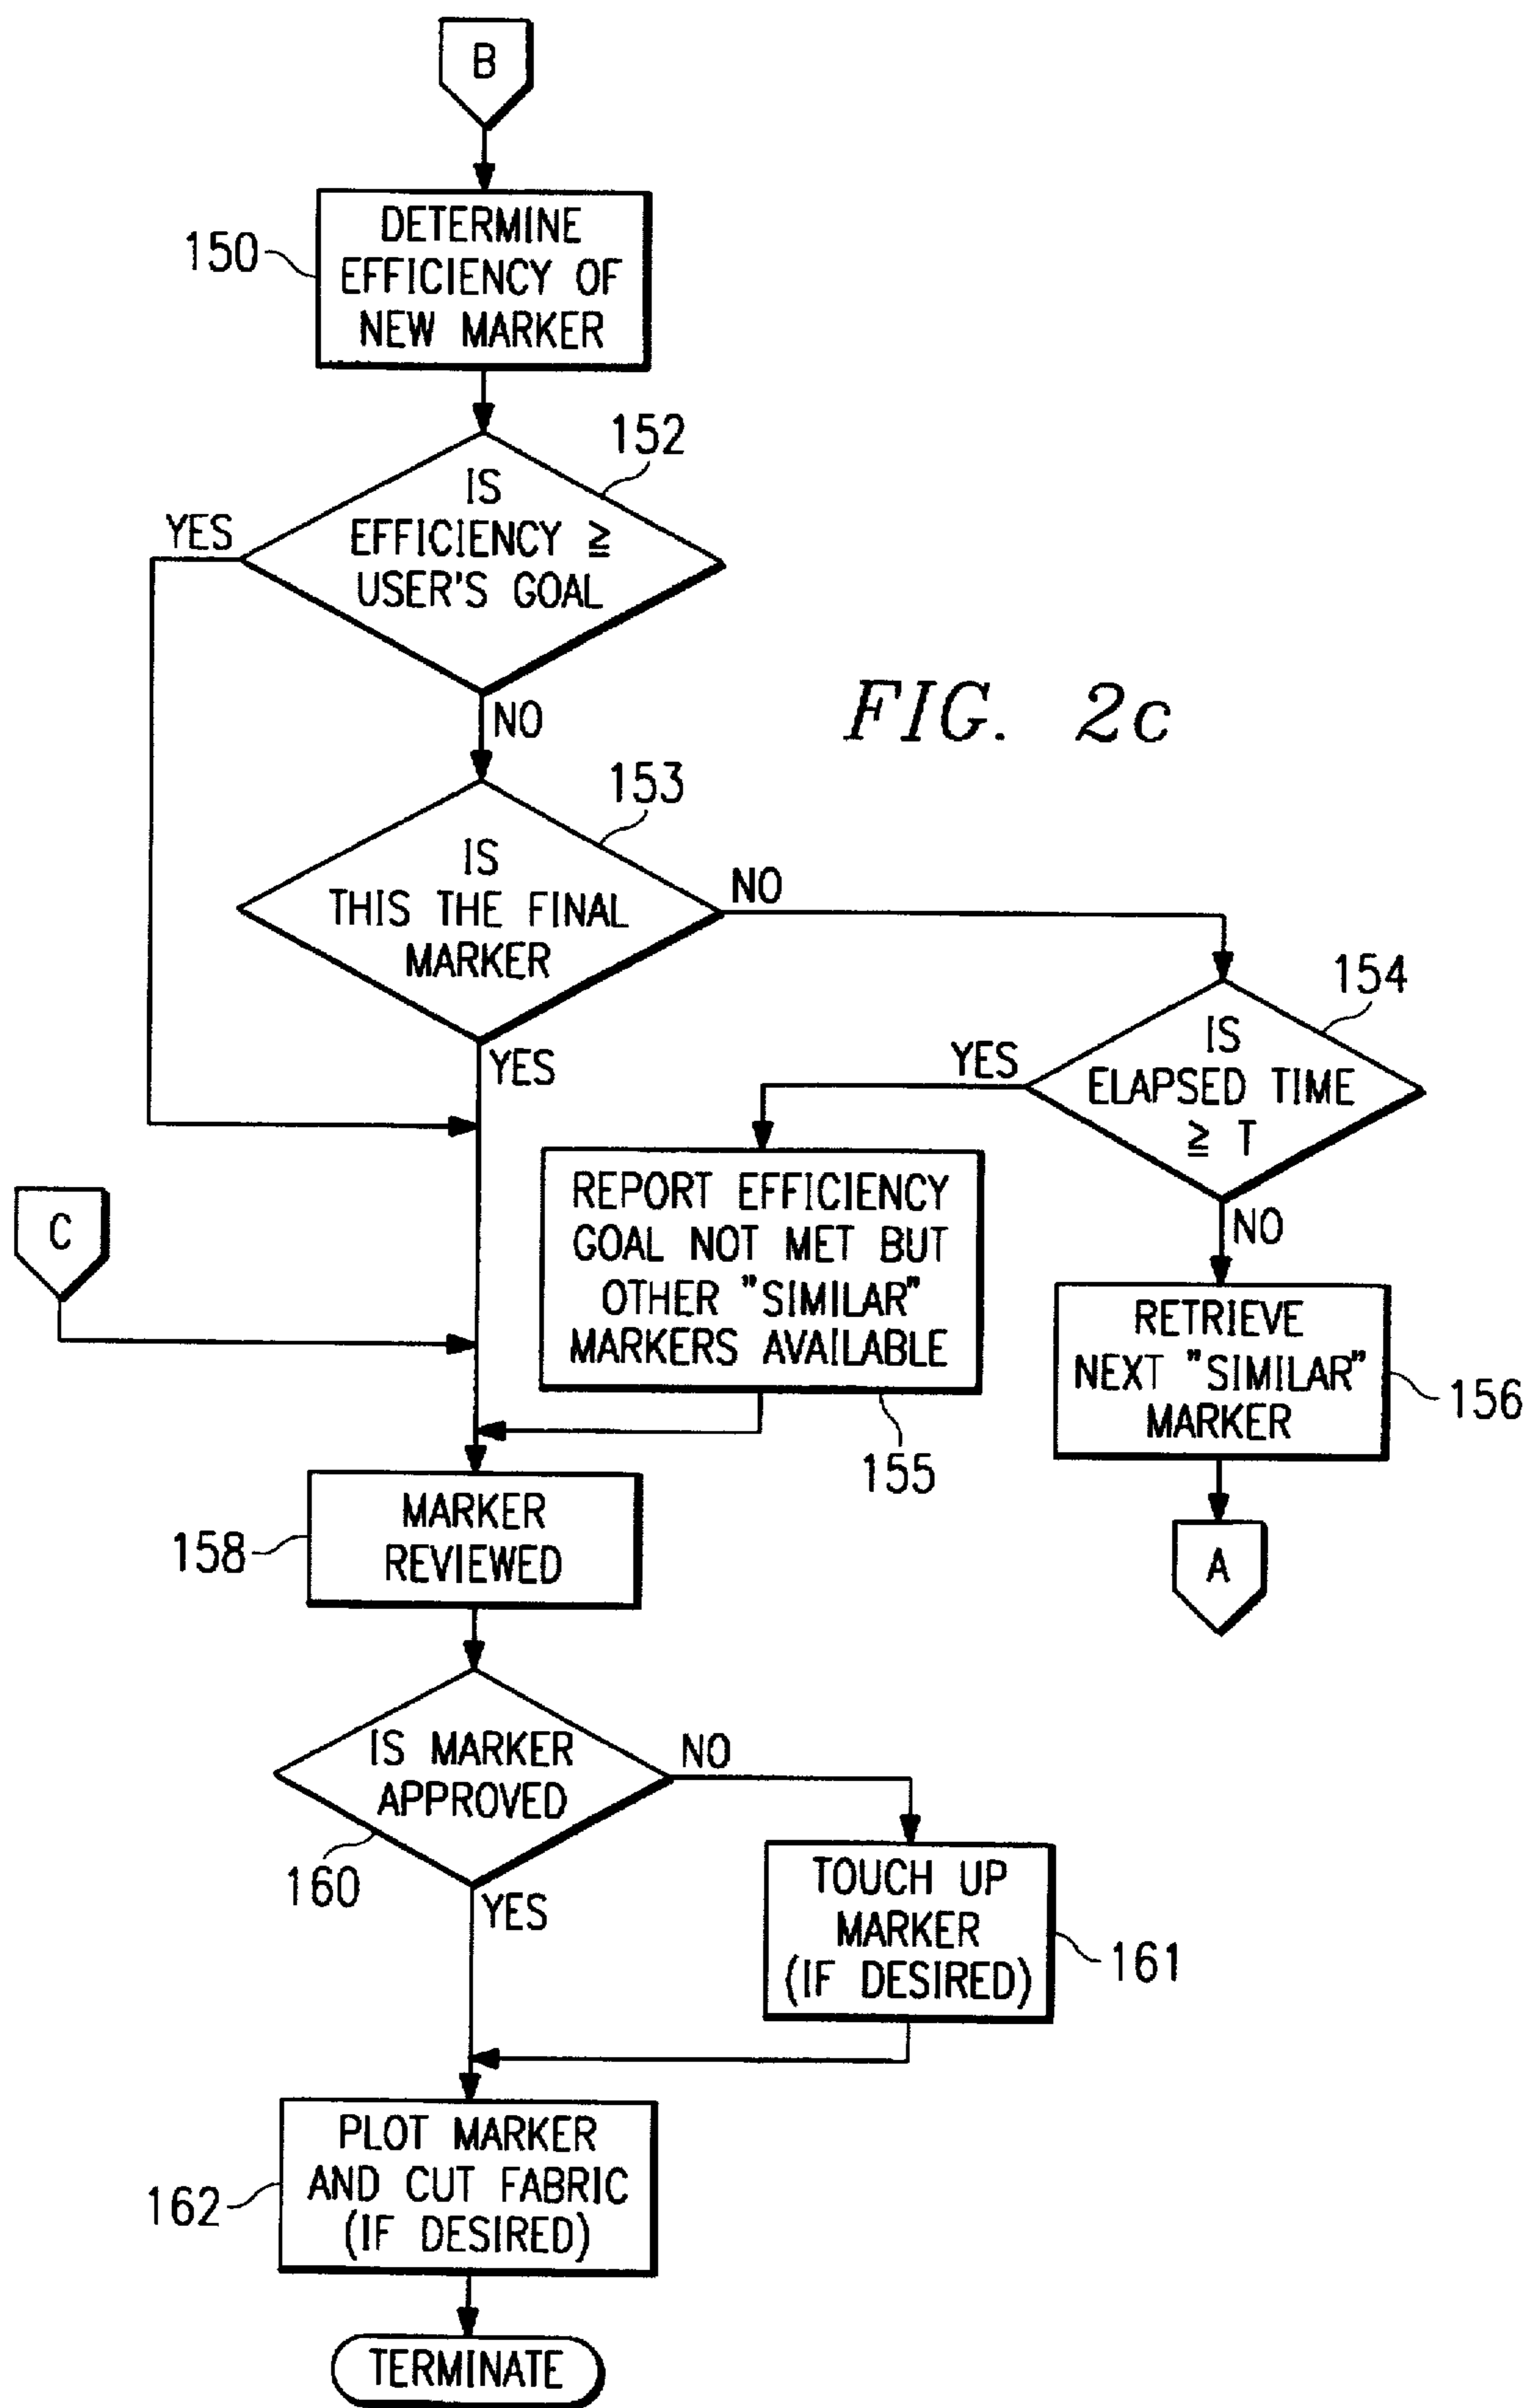 B
150
DETERMINE
EFFICIENCY OF
NEW MARKER
152
IS
EFFICIENCY ≧
USER'S GOAL
YES
NO
FIG. 2c
153
IS
THIS THE FINAL
MARKER
NO
YES
154
IS
ELAPSED TIME
≧ T
YES
NO
C
REPORT EFFICIENCY
GOAL NOT MET BUT
OTHER "SIMILAR"
MARKERS AVAILABLE
155
RETRIEVE
NEXT "SIMILAR"
MARKER
156
A
158
MARKER
REVIEWED
IS MARKER
APPROVED
160
NO
YES
TOUCH UP
MARKER
(IF DESIRED)
161
162
PLOT MARKER
AND CUT FABRIC
(IF DESIRED)
TERMINATE